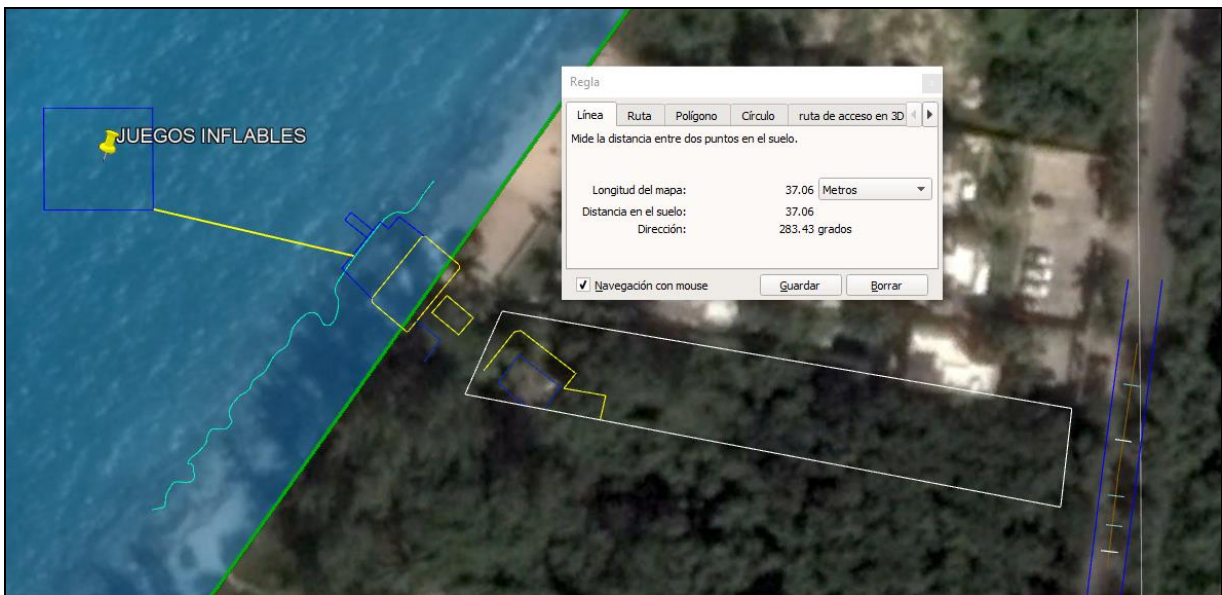 JUEGOS INFLABLES
Regla
Línea Ruta Polígono Círculo ruta de acceso en 3D
Mide la distancia entre dos puntos en el suelo.
Longitud del mapa: 37.06 Metros
Distancia en el suelo: 37.06
Dirección: 283.43 grados
Navegación con mouse Guardar Borrar